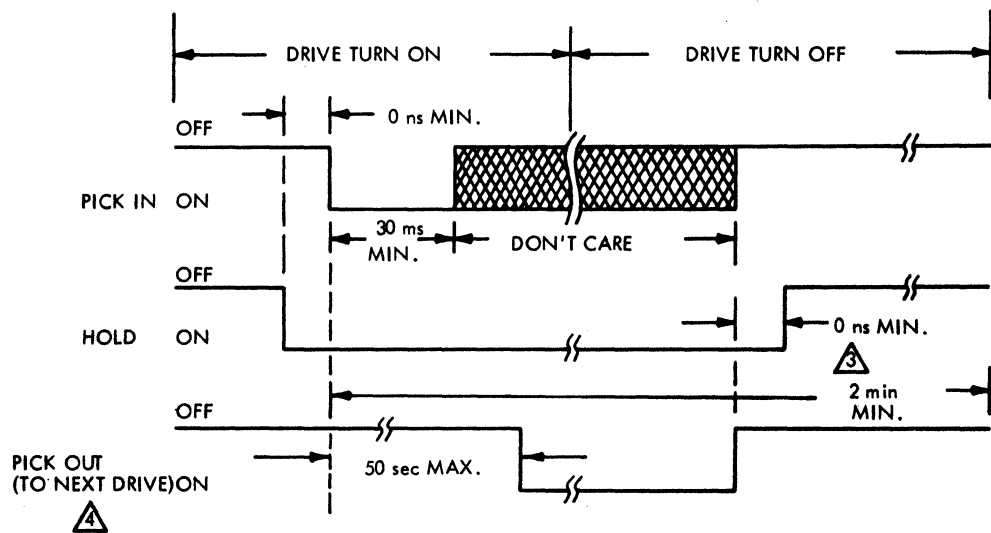 DRIVE TURN ON
DRIVE TURN OFF
0 ns MIN.
OFF
PICK IN ON
30 ms
MIN.
DON'T CARE
OFF
HOLD ON
0 ns MIN.
3
2 min
MIN.
OFF
50 sec MAX.
PICK OUT
(TO NEXT DRIVE) ON
4